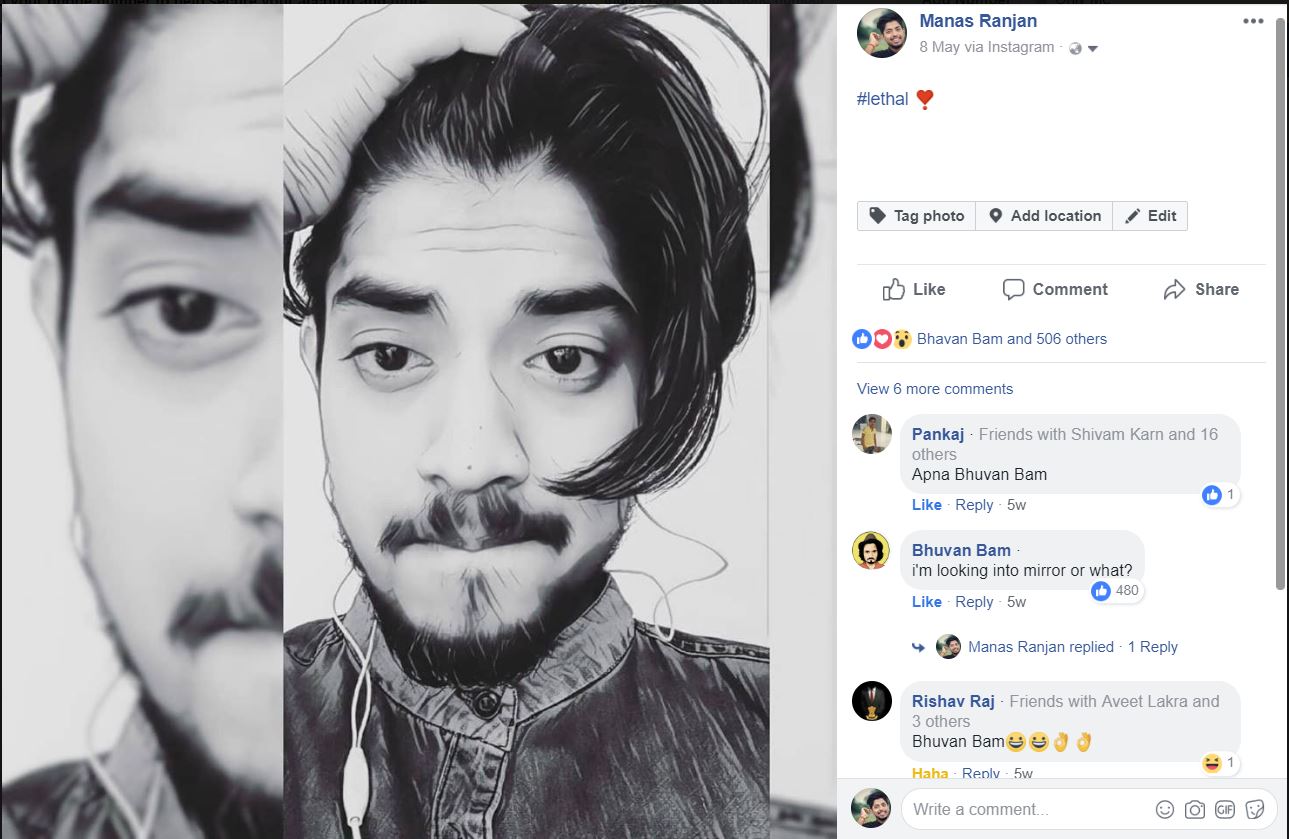 Manas Ranjan
8 May via Instagram ·
#lethal ❣
Tag photo
Add location
Edit
Like
Comment
Share
Bhavan Bam and 506 others
View 6 more comments
Pankaj · Friends with Shivam Karn and 16
others
Apna Bhuvan Bam
1
Like · Reply · 5w
Bhuvan Bam ·
i'm looking into mirror or what?
480
Like · Reply · 5w
Manas Ranjan replied · 1 Reply
Rishav Raj · Friends with Aveet Lakra and
3 others
Bhuvan Bam😀😀👌👌
1
Haha · Reply · 5w
Write a comment...
GIF